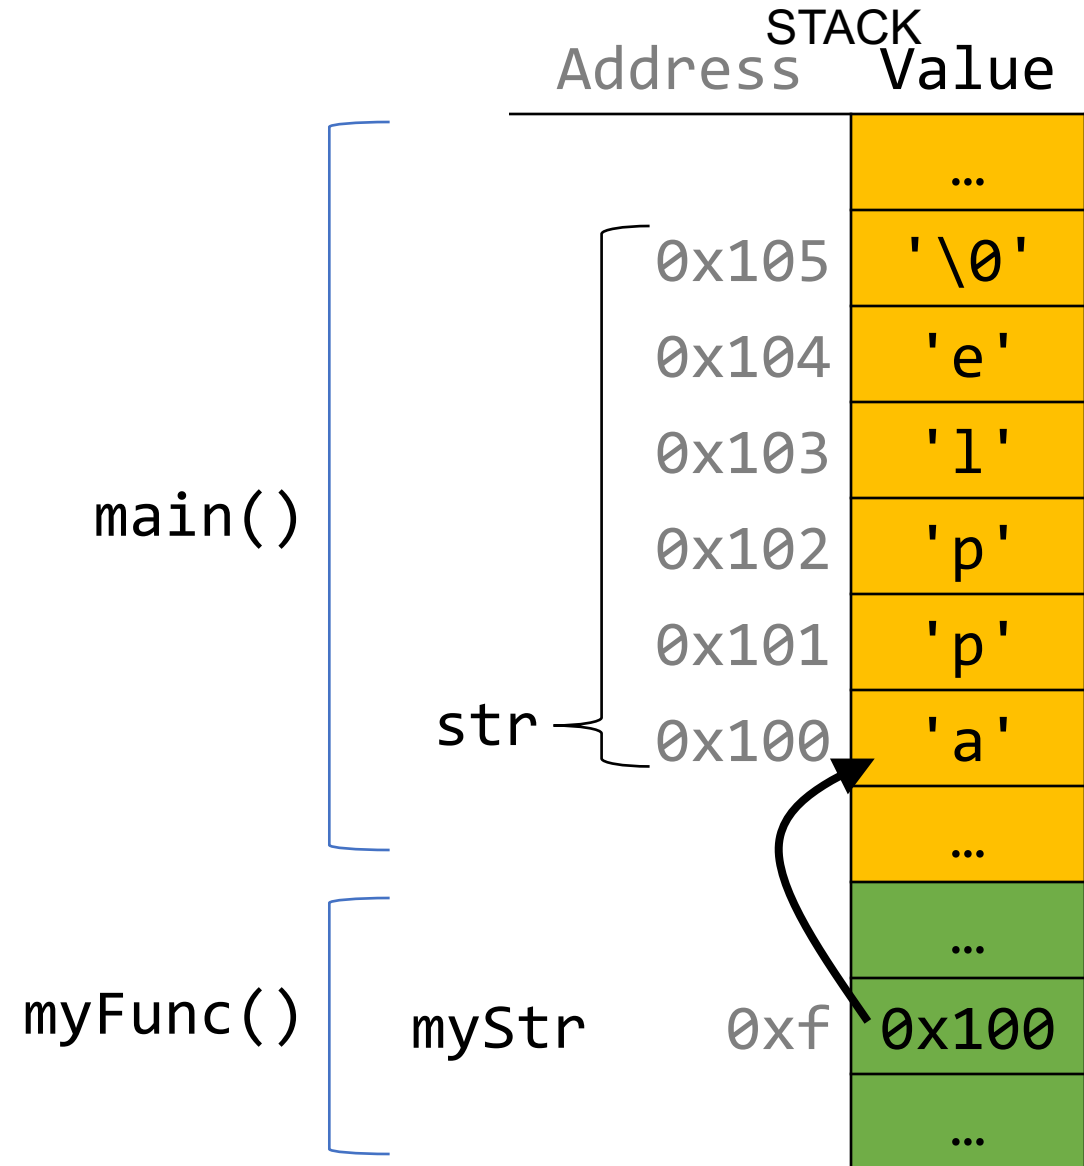 STACK
Address Value
…
0x105 '\0'
0x104 'e'
0x103 'l'
main() 0x102 'p'
0x101 'p'
str 0x100 'a'
…
…
myFunc() myStr 0xf 0x100
…